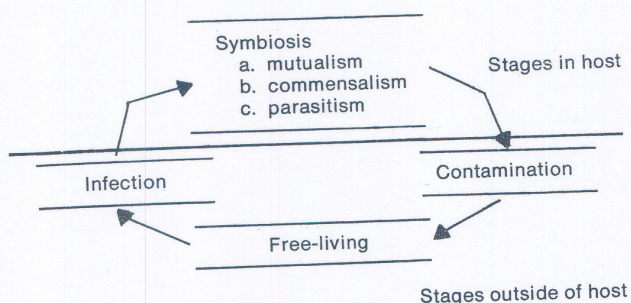 Symbiosis
a. mutualism
b. commensalism
c. parasitism
Stages in host
Infection
Contamination
Free-living
Stages outside of host